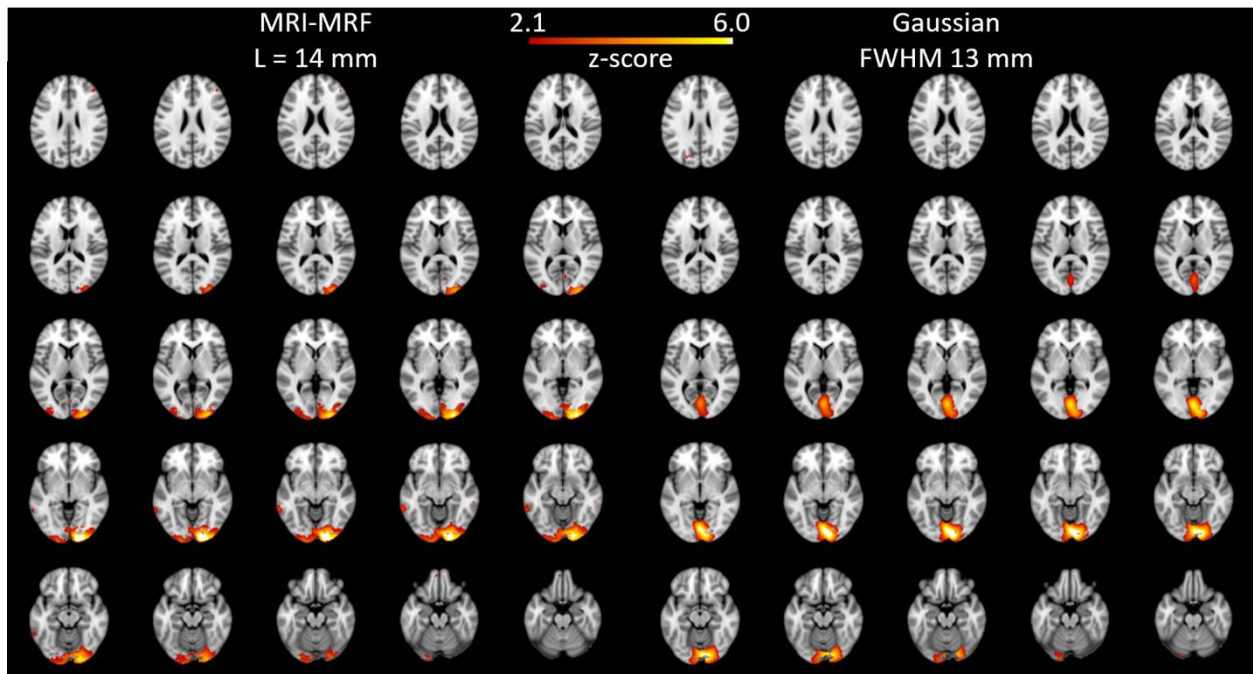 MRI-MRF
L = 14 mm
2.1 6.0
z-score
Gaussian
FWHM 13 mm